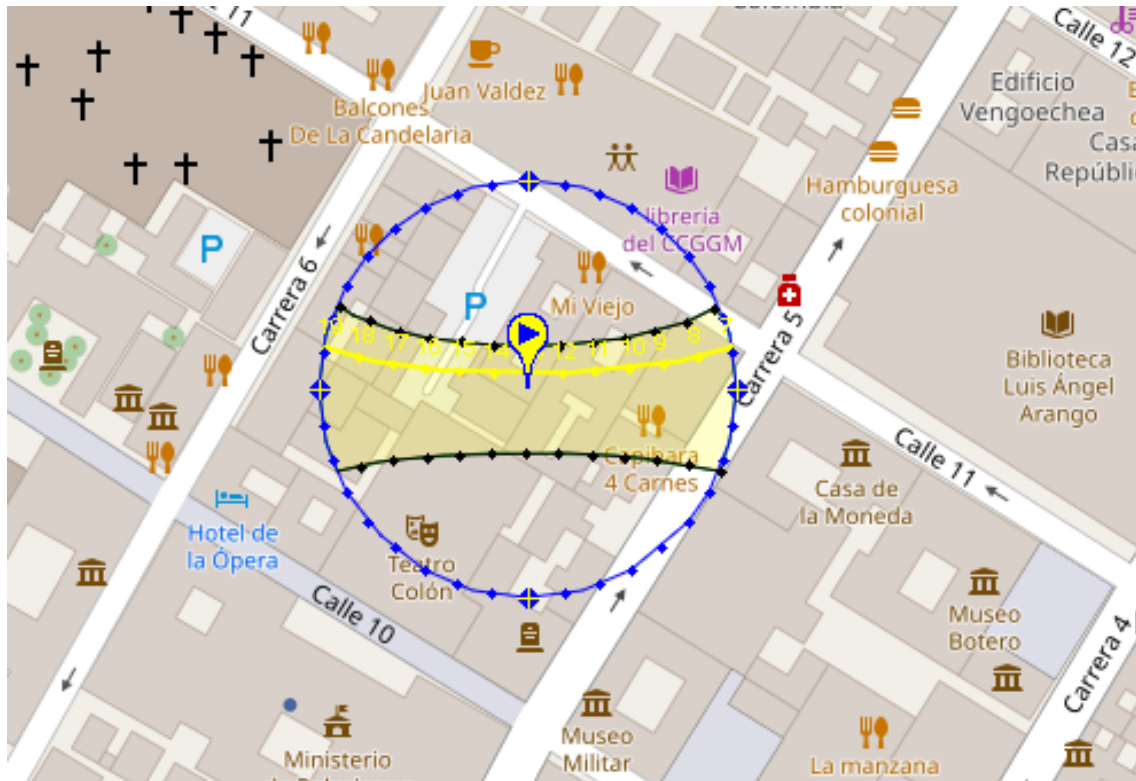 11
Colombia
Calle 12
Juan Valdez
Balcones
De La Candelaria
Edificio
Vengoechea
Casa
Repúblic
Hamburguesa
colonial
librería
del CCGGM
P
Carrera 6
P
Mi Viejo
Carrera 5
19
18
17
16
15
14
12
11
10
9
8
7
Biblioteca
Luis Ángel
Arango
Capibara
4 Carnes
Calle 11
Casa de
la Moneda
Hotel de
la Ópera
Teatro
Colón
Calle 10
Museo
Botero
Carrera 4
Museo
Militar
Ministerio
La manzana